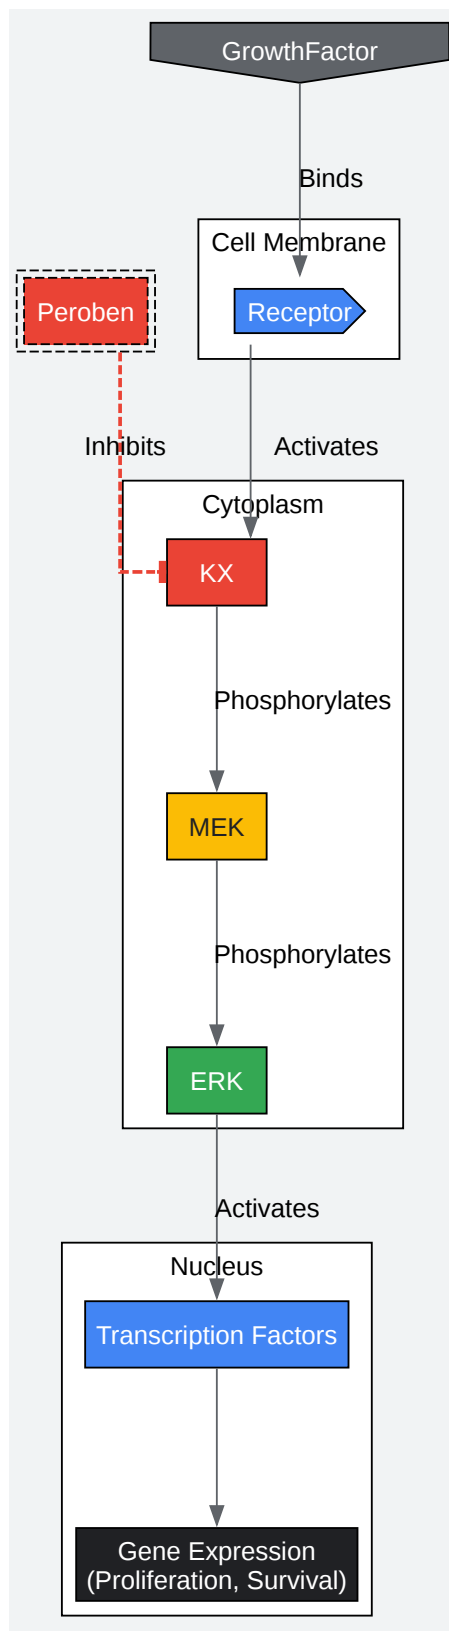 GrowthFactor
Binds
Cell Membrane
Peroben
Receptor
Inhibits
Activates
Cytoplasm
KX
Phosphorylates
MEK
Phosphorylates
ERK
Activates
Nucleus
Transcription Factors
Gene Expression
(Proliferation, Survival)